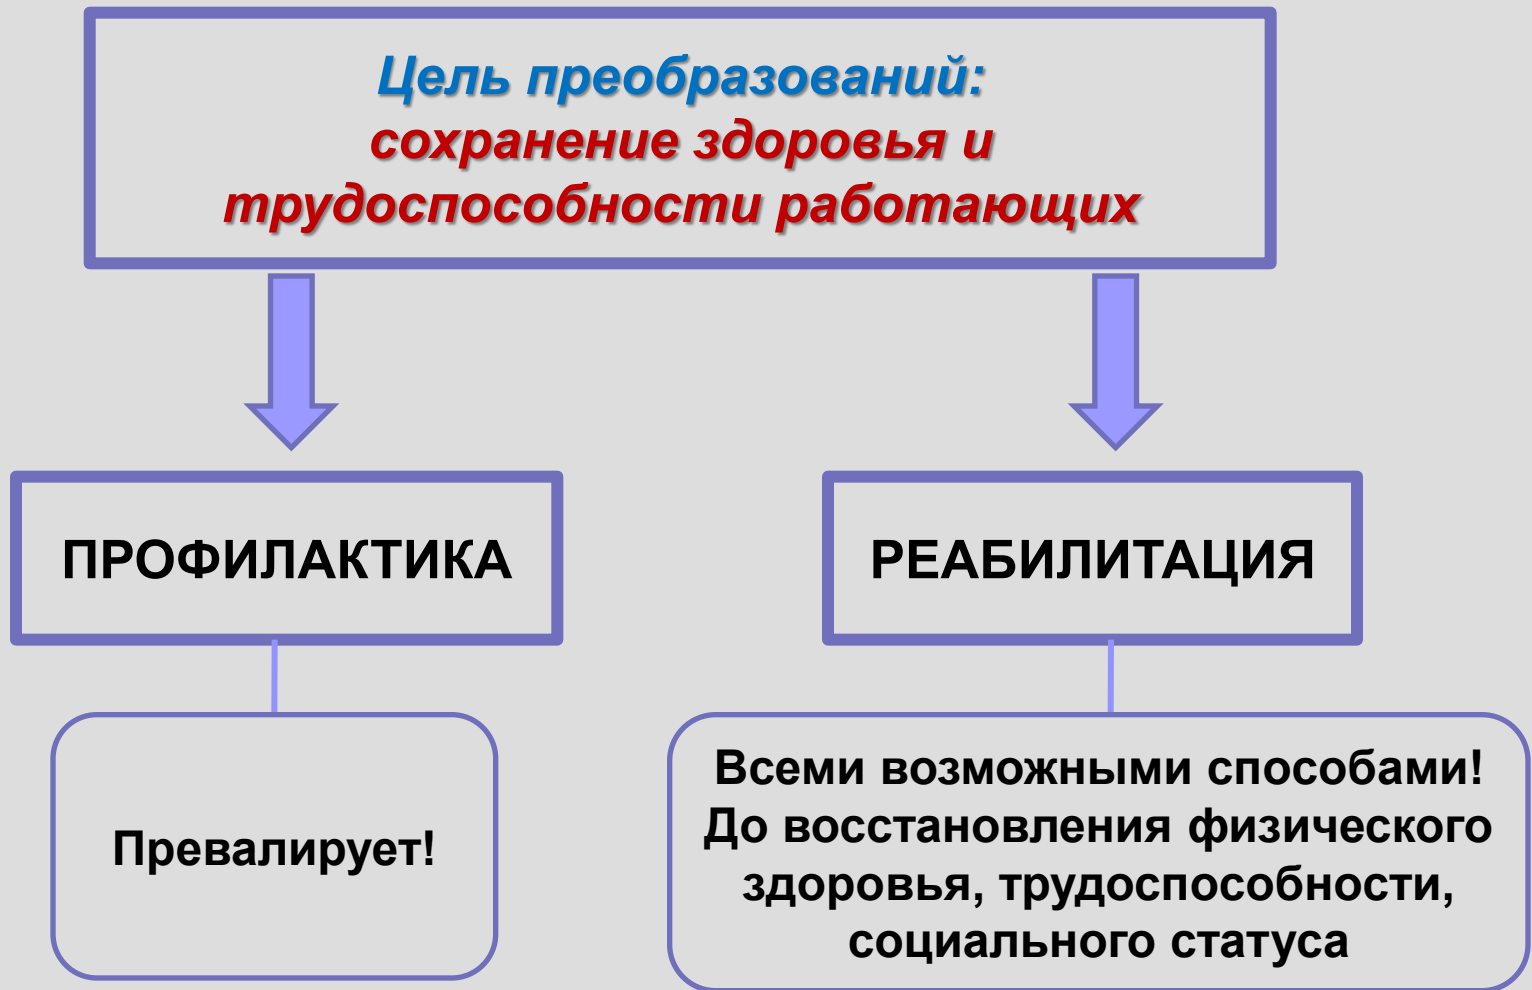 Цель преобразований:
сохранение здоровья и
трудоспособности работающих
ПРОФИЛАКТИКА
РЕАБИЛИТАЦИЯ
Превалирует!
Всеми возможными способами!
До восстановления физического
здоровья, трудоспособности,
социального статуса